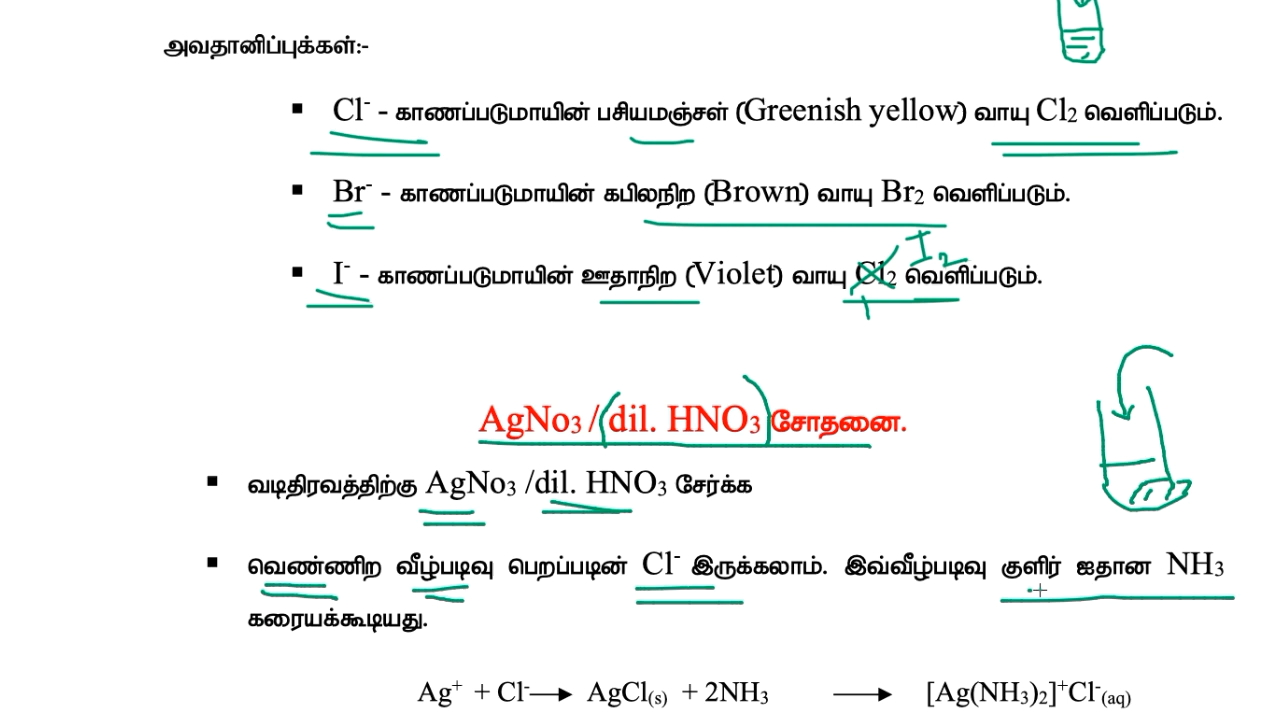 அவதானிப்புக்கள்:-
▪ Cl⁻ - காணப்படுமாயின் பசியமஞ்சள் (Greenish yellow) வாயு Cl₂ வெளிப்படும்.
▪ Br⁻ - காணப்படுமாயின் கபிலநிற (Brown) வாயு Br₂ வெளிப்படும்.
I₂
▪ I⁻ - காணப்படுமாயின் ஊதாநிற (Violet) வாயு Cl₂ வெளிப்படும்.
AgNo₃ /(dil. HNO₃) சோதனை.
▪ வடிதிரவத்திற்கு AgNo₃ /dil. HNO₃ சேர்க்க
▪ வெண்ணிற வீழ்படிவு பெறப்படின் Cl⁻ இருக்கலாம். இவ்வீழ்படிவு குளிர் ஐதான NH₃
கரையக்கூடியது.
Ag⁺ + Cl⁻ ⟶ AgCl₍ₛ₎ + 2NH₃ ⟶ [Ag(NH₃)₂]⁺Cl⁻(aq)